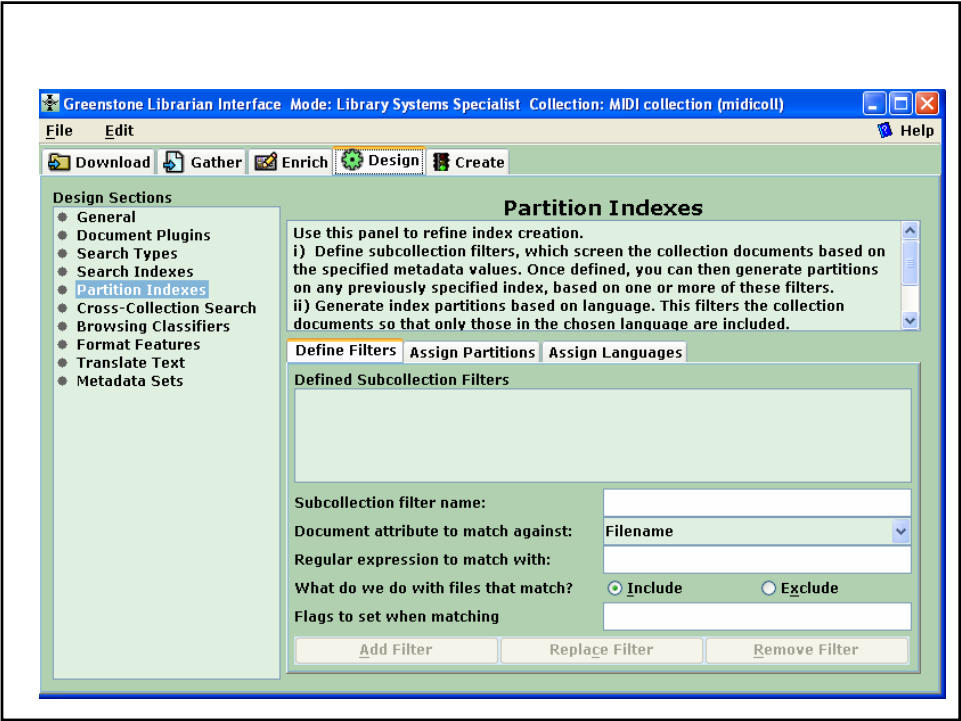 Greenstone Librarian Interface Mode: Library Systems Specialist Collection: MIDI collection (midicoll)
File Edit Help
Download Gather Enrich Design Create
Design Sections
General
Document Plugins
Search Types
Search Indexes
Partition Indexes
Cross-Collection Search
Browsing Classifiers
Format Features
Translate Text
Metadata Sets
Partition Indexes
Use this panel to refine index creation.
i) Define subcollection filters, which screen the collection documents based on
the specified metadata values. Once defined, you can then generate partitions
on any previously specified index, based on one or more of these filters.
ii) Generate index partitions based on language. This filters the collection
documents so that only those in the chosen language are included.
Define Filters Assign Partitions Assign Languages
Defined Subcollection Filters
Subcollection filter name:
Document attribute to match against: Filename
Regular expression to match with:
What do we do with files that match? Include Exclude
Flags to set when matching
Add Filter Replace Filter Remove Filter